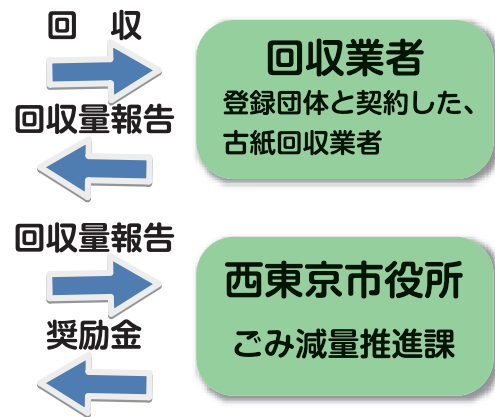 回　収
回収業者
登録団体と契約した、
古紙回収業者
回収量報告
回収量報告
西東京市役所
ごみ減量推進課
奨励金